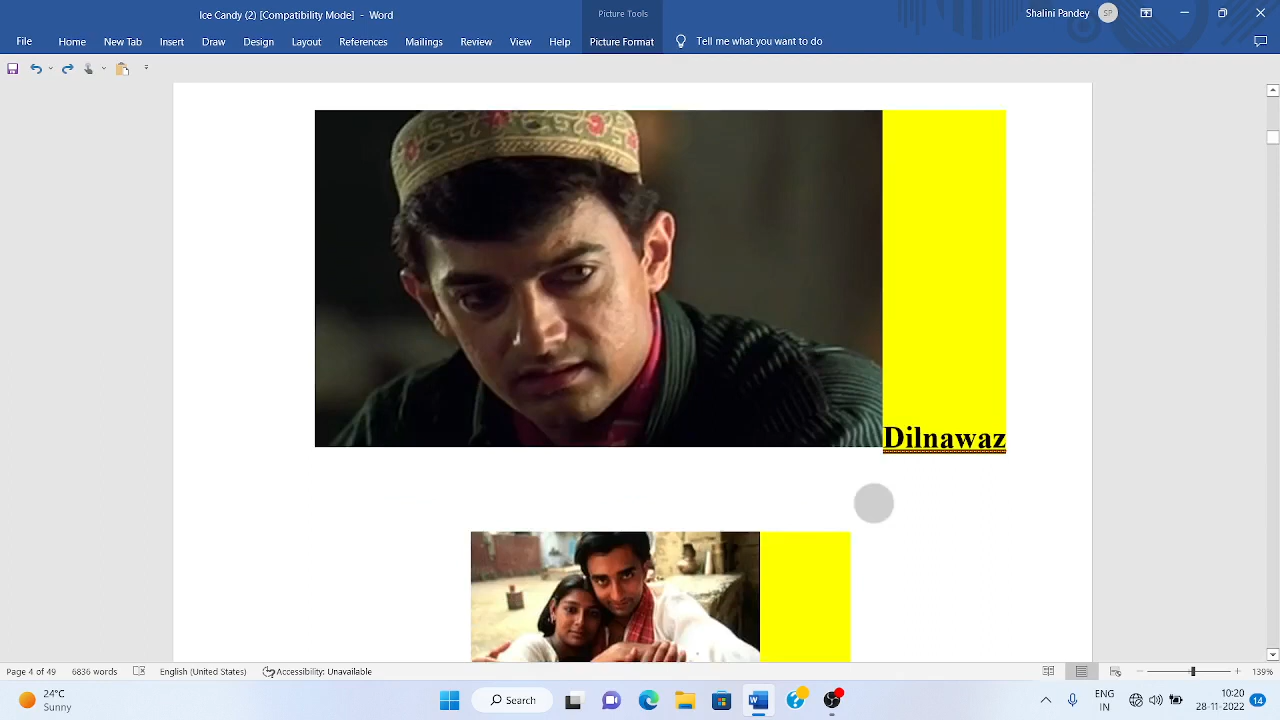 Ice Candy (2) [Compatibility Mode] - Word
Picture Tools
Shalini Pandey
SP
File Home New Tab Insert Draw Design Layout References Mailings Review View Help Picture Format Tell me what you want to do
Dilnawaz
Page 4 of 49 6836 words English (United States) Accessibility: Unavailable 139%
24°C
Sunny
Search
ENG
IN
10:20
28-11-2022
14